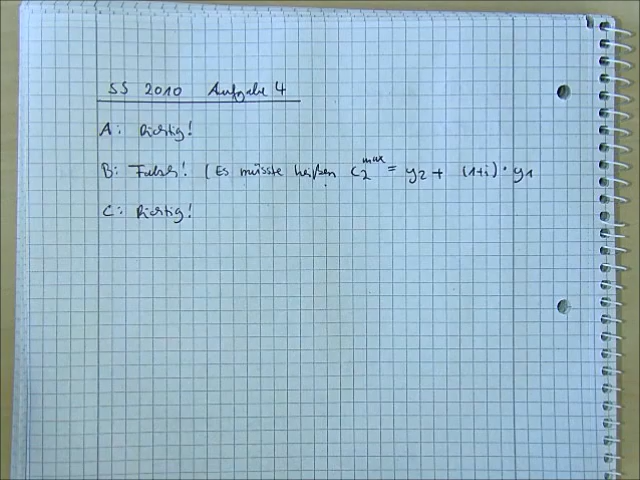 SS 2010 Aufgabe 4
A: Richtig!
B: Falsch! (Es müsste heißen c₂ᵐᵃˣ = y₂ + (1+i) · y₁
C: Richtig!